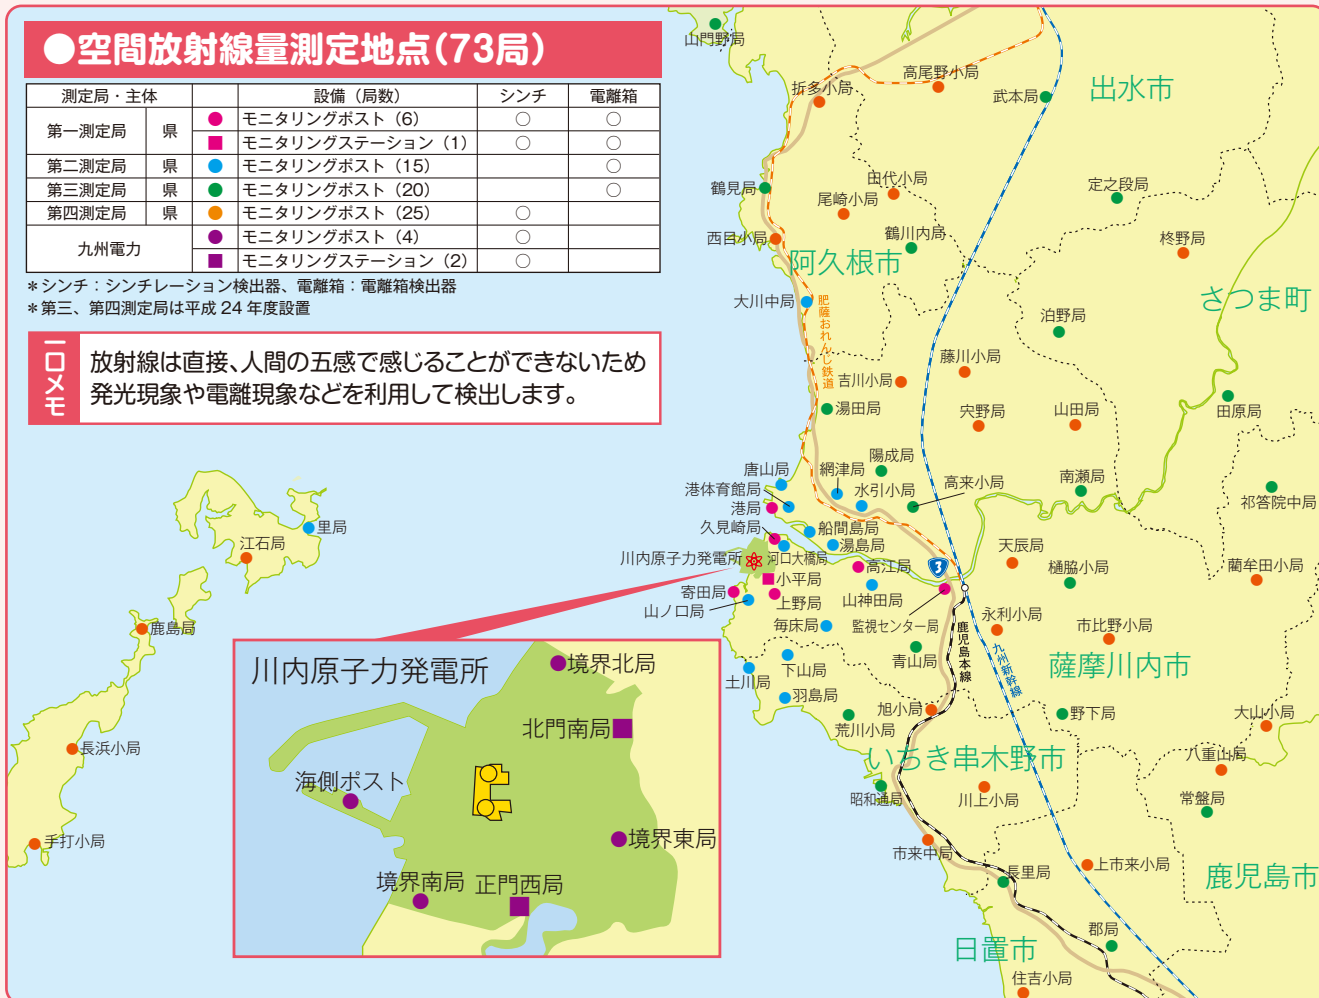 ●空間放射線量測定地点(73局)
測定局・主体 設備（局数） シンチ 電離箱
第一測定局 県 ● モニタリングポスト（6） ○ ○
■ モニタリングステーション（1） ○ ○
第二測定局 県 ● モニタリングポスト（15） ○
第三測定局 県 ● モニタリングポスト（20） ○
第四測定局 県 ● モニタリングポスト（25） ○
九州電力 ● モニタリングポスト（4） ○
■ モニタリングステーション（2） ○
＊シンチ：シンチレーション検出器、電離箱：電離箱検出器
＊第三、第四測定局は平成 24 年度設置
一口メモ
放射線は直接、人間の五感で感じることができないため
発光現象や電離現象などを利用して検出します。
山門野局
折多小局
高尾野小局
武本局
出水市
鶴見局
田代小局
尾崎小局
定之段局
西目小局
鶴川内局
柊野局
阿久根市
さつま町
大川中局
肥薩おれんじ鉄道
泊野局
藤川小局
吉川小局
湯田局
宍野局
山田局
田原局
唐山局
網津局
陽成局
港体育館局
水引小局
高来小局
南瀬局
祁答院中局
港局
久見崎局
船間島局
湯島局
川内原子力発電所
河口大橋局
高江局
3
天辰局
樋脇小局
藺牟田小局
小平局
寄田局
上野局
山神田局
山ノ口局
毎床局
監視センター局
永利小局
市比野小局
鹿児島本線
九州新幹線
青山局
薩摩川内市
下山局
土川局
羽島局
荒川小局
旭小局
野下局
大山小局
いちき串木野市
八重山局
昭和通局
川上小局
常盤局
市来中局
長里局
上市来小局
鹿児島市
郡局
日置市
住吉小局
里局
江石局
鹿島局
長浜小局
手打小局
川内原子力発電所
境界北局
北門南局
海側ポスト
境界東局
境界南局
正門西局